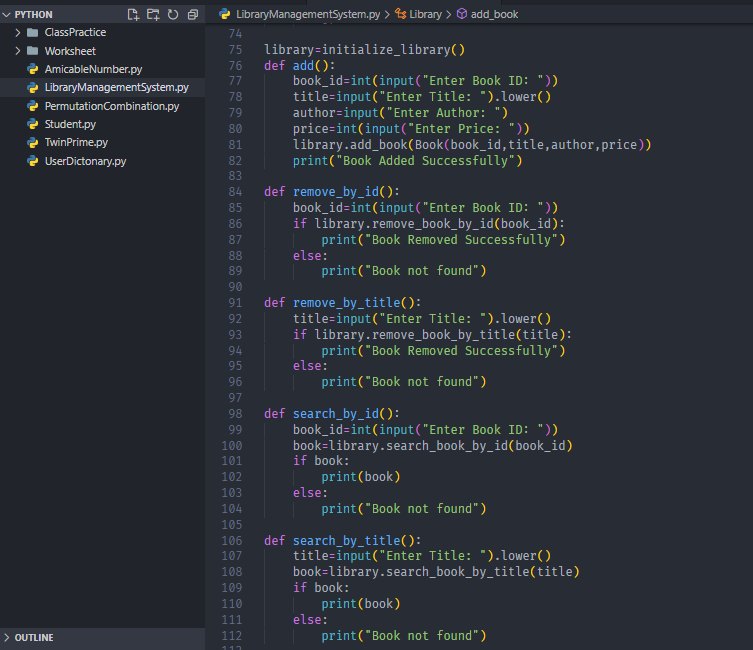 PYTHON
ClassPractice
Worksheet
AmicableNumber.py
LibraryManagementSystem.py
PermutationCombination.py
Student.py
TwinPrime.py
UserDictonary.py
OUTLINE
LibraryManagementSystem.py > Library > add_book
74
75 library=initialize_library()
76 def add():
77     book_id=int(input("Enter Book ID: "))
78     title=input("Enter Title: ").lower()
79     author=input("Enter Author: ")
80     price=int(input("Enter Price: "))
81     library.add_book(Book(book_id,title,author,price))
82     print("Book Added Successfully")
83
84 def remove_by_id():
85     book_id=int(input("Enter Book ID: "))
86     if library.remove_book_by_id(book_id):
87         print("Book Removed Successfully")
88     else:
89         print("Book not found")
90
91 def remove_by_title():
92     title=input("Enter Title: ").lower()
93     if library.remove_book_by_title(title):
94         print("Book Removed Successfully")
95     else:
96         print("Book not found")
97
98 def search_by_id():
99     book_id=int(input("Enter Book ID: "))
100     book=library.search_book_by_id(book_id)
101     if book:
102         print(book)
103     else:
104         print("Book not found")
105
106 def search_by_title():
107     title=input("Enter Title: ").lower()
108     book=library.search_book_by_title(title)
109     if book:
110         print(book)
111     else:
112         print("Book not found")